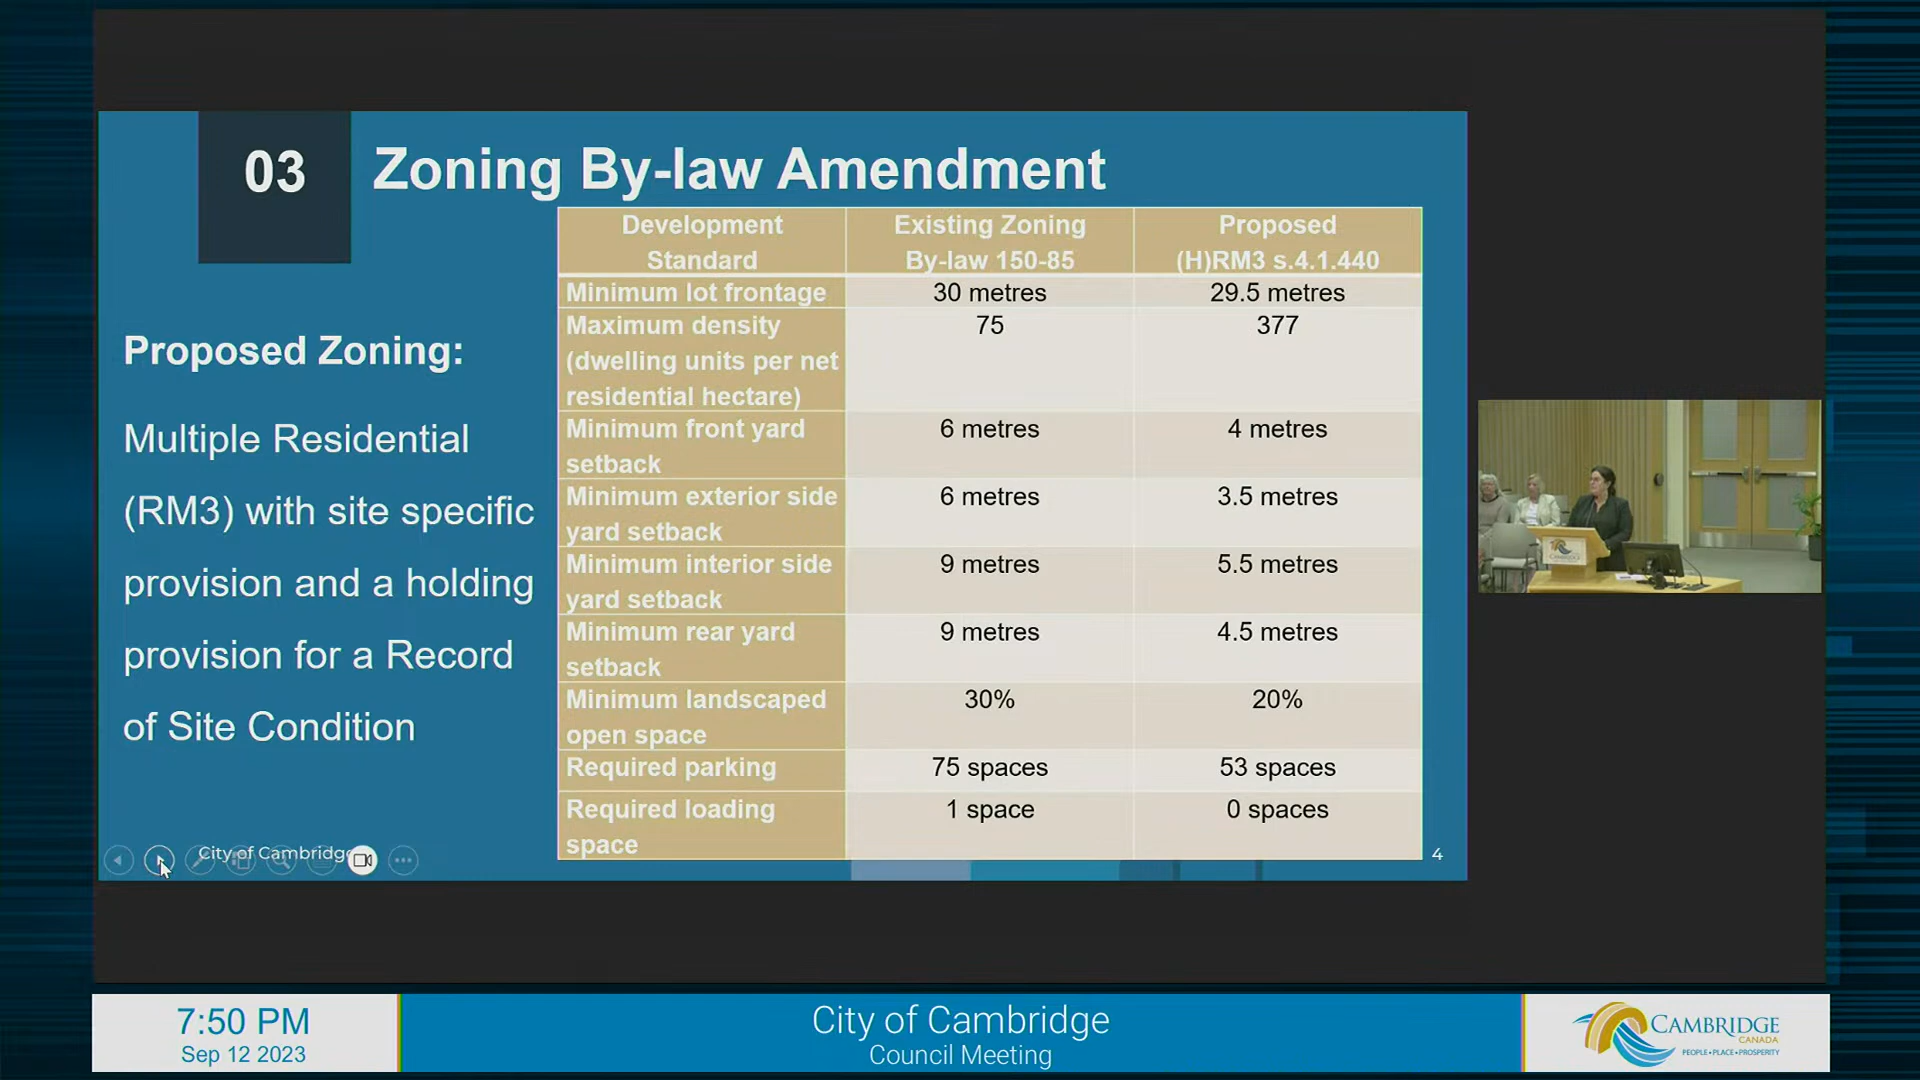 03
Zoning By-law Amendment
Proposed Zoning:
Multiple Residential
(RM3) with site specific
provision and a holding
provision for a Record
of Site Condition
Development Standard
Existing Zoning By-law 150-85
Proposed (H)RM3 s.4.1.440
Minimum lot frontage
30 metres
29.5 metres
Maximum density (dwelling units per net residential hectare)
75
377
Minimum front yard setback
6 metres
4 metres
Minimum exterior side yard setback
6 metres
3.5 metres
Minimum interior side yard setback
9 metres
5.5 metres
Minimum rear yard setback
9 metres
4.5 metres
Minimum landscaped open space
30%
20%
Required parking
75 spaces
53 spaces
Required loading space
1 space
0 spaces
City of Cambridge
4
7:50 PM
Sep 12 2023
City of Cambridge
Council Meeting
CAMBRIDGE
CANADA
PEOPLE•PLACE•PROSPERITY